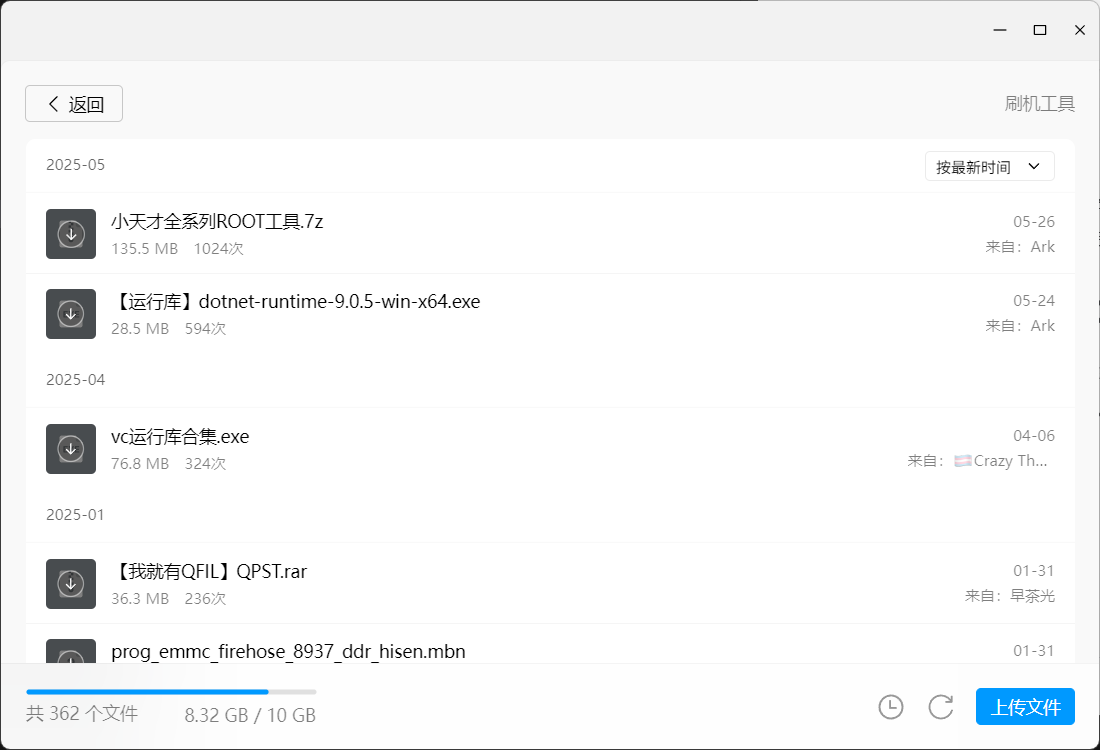 返回
刷机工具
2025-05
按最新时间
小天才全系列ROOT工具.7z
05-26
135.5 MB 1024次
来自：Ark
【运行库】dotnet-runtime-9.0.5-win-x64.exe
05-24
28.5 MB 594次
来自：Ark
2025-04
vc运行库合集.exe
04-06
76.8 MB 324次
来自：🏳️‍⚧️Crazy Th...
2025-01
【我就有QFIL】QPST.rar
01-31
36.3 MB 236次
来自：早茶光
prog_emmc_firehose_8937_ddr_hisen.mbn
01-31
共 362 个文件
8.32 GB / 10 GB
上传文件